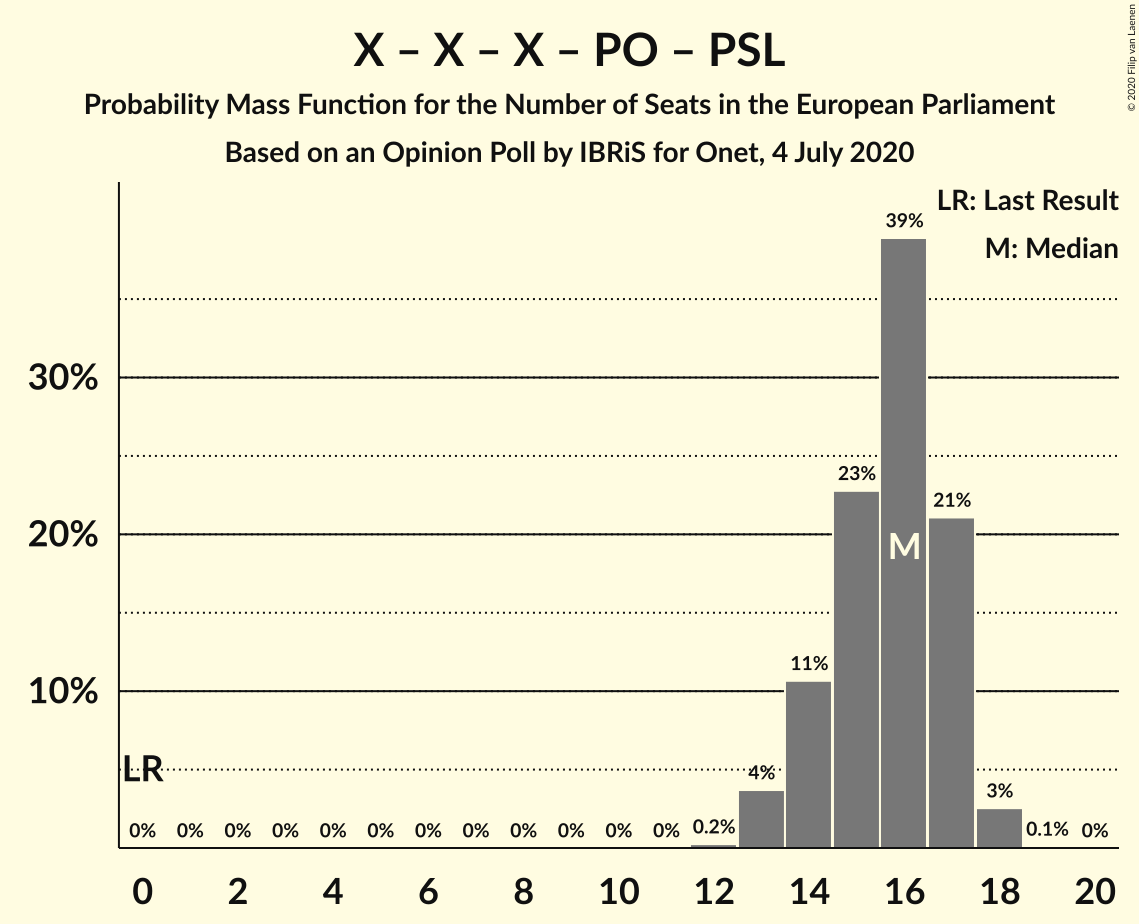 X – X – X – PO – PSL
Probability Mass Function for the Number of Seats in the European Parliament
Based on an Opinion Poll by IBRiS for Onet, 4 July 2020
© 2020 Filip van Laenen
LR: Last Result
M: Median
39%
30%
23%
21%
20%
M
11%
10%
LR
4%
3%
0% 0% 0% 0% 0% 0% 0% 0% 0% 0% 0% 0% 0.2% 0.1% 0%
0 2 4 6 8 10 12 14 16 18 20